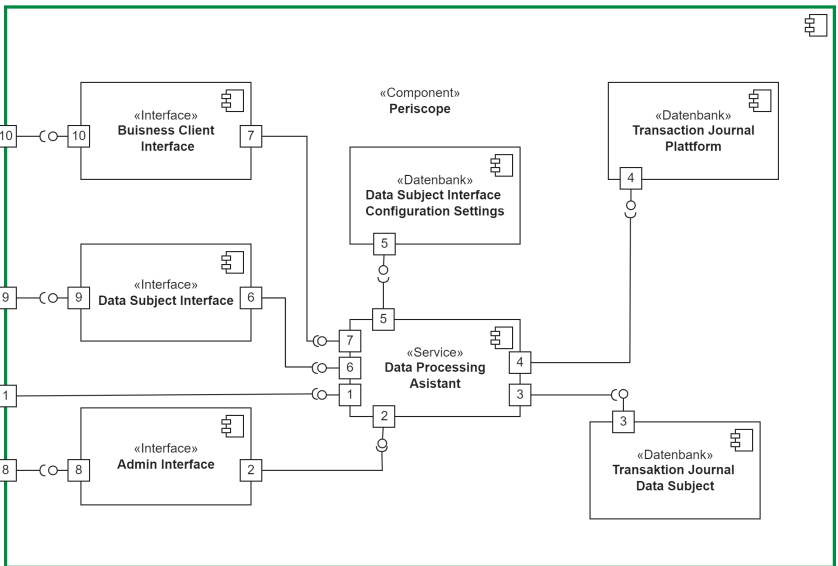 «Component»
Periscope
10
10
«Interface»
Buisness Client
Interface
7
«Datenbank»
Transaction Journal
Plattform
4
«Datenbank»
Data Subject Interface
Configuration Settings
5
9
9
«Interface»
Data Subject Interface
6
5
7
6
1
«Service»
Data Processing
Asistant
4
3
2
1
8
8
«Interface»
Admin Interface
2
3
«Datenbank»
Transaktion Journal
Data Subject